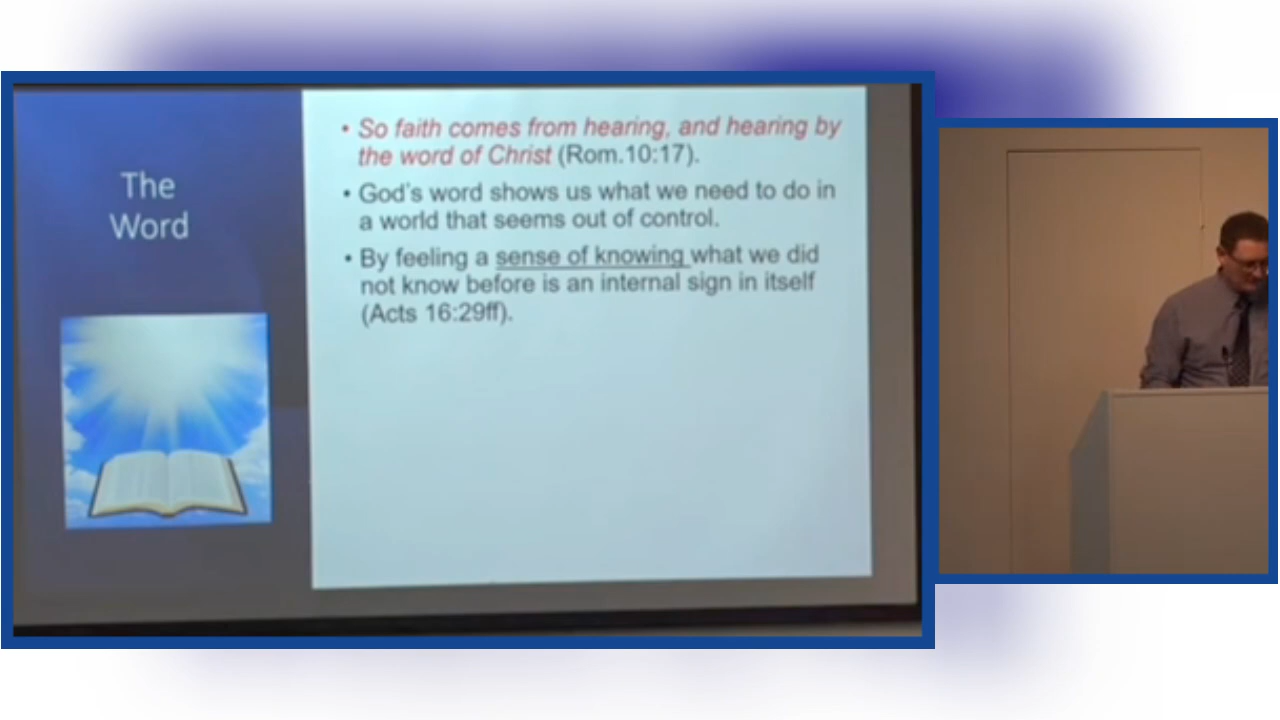 The
Word
• So faith comes from hearing, and hearing by
the word of Christ (Rom.10:17).
• God's word shows us what we need to do in
a world that seems out of control.
• By feeling a sense of knowing what we did
not know before is an internal sign in itself
(Acts 16:29ff).